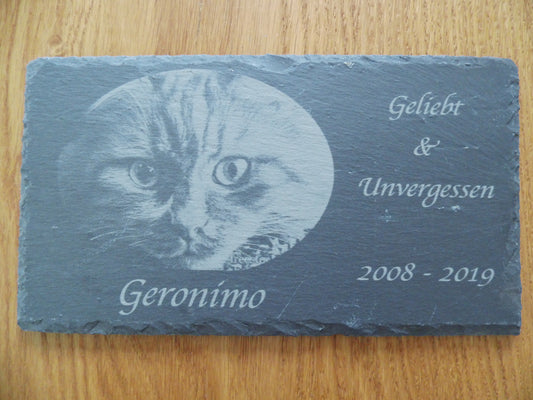 Geliebt
&
Unvergessen
2008 - 2019
Geronimo